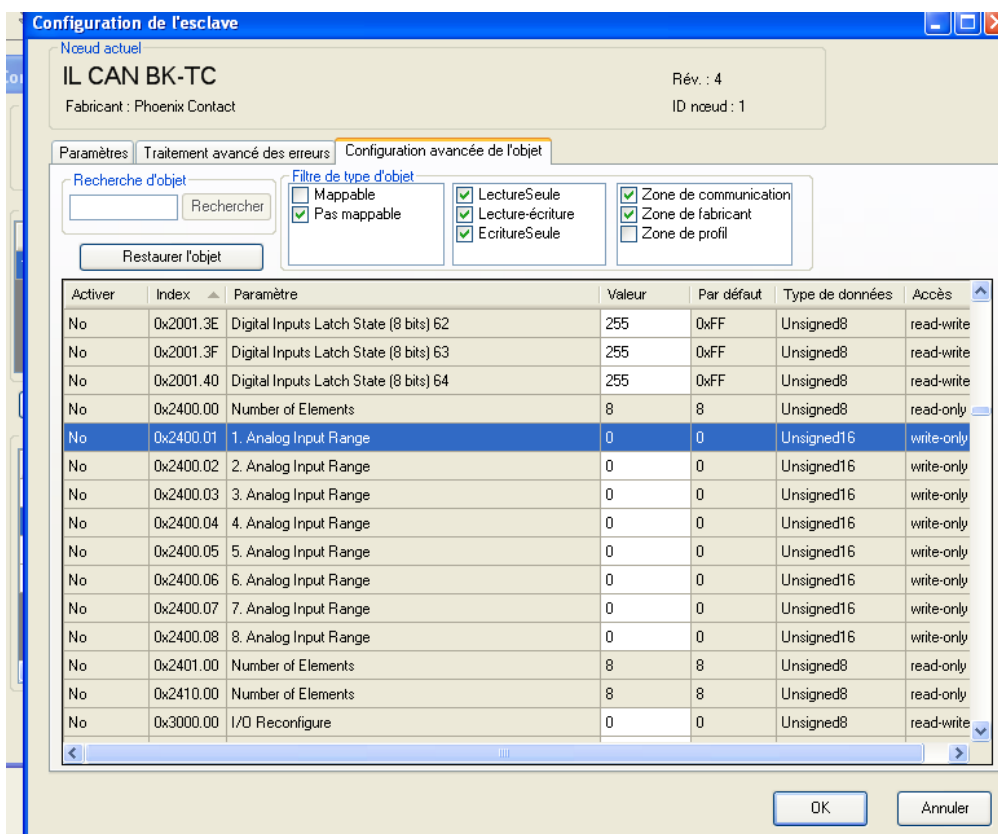 Configuration de l'esclave
Nœud actuel
IL CAN BK-TC
Rév. : 4
Fabricant : Phoenix Contact
ID nœud : 1
Paramètres Traitement avancé des erreurs Configuration avancée de l'objet
Recherche d'objet
Rechercher
Restaurer l'objet
Filtre de type d'objet
Mappable LectureSeule Zone de communication
Pas mappable Lecture-écriture Zone de fabricant
EcritureSeule Zone de profil
Activer Index Paramètre Valeur Par défaut Type de données Accès
No 0x2001.3E Digital Inputs Latch State (8 bits) 62 255 0xFF Unsigned8 read-write
No 0x2001.3F Digital Inputs Latch State (8 bits) 63 255 0xFF Unsigned8 read-write
No 0x2001.40 Digital Inputs Latch State (8 bits) 64 255 0xFF Unsigned8 read-write
No 0x2400.00 Number of Elements 8 8 Unsigned8 read-only
No 0x2400.01 1. Analog Input Range 0 0 Unsigned16 write-only
No 0x2400.02 2. Analog Input Range 0 0 Unsigned16 write-only
No 0x2400.03 3. Analog Input Range 0 0 Unsigned16 write-only
No 0x2400.04 4. Analog Input Range 0 0 Unsigned16 write-only
No 0x2400.05 5. Analog Input Range 0 0 Unsigned16 write-only
No 0x2400.06 6. Analog Input Range 0 0 Unsigned16 write-only
No 0x2400.07 7. Analog Input Range 0 0 Unsigned16 write-only
No 0x2400.08 8. Analog Input Range 0 0 Unsigned16 write-only
No 0x2401.00 Number of Elements 8 8 Unsigned8 read-only
No 0x2410.00 Number of Elements 8 8 Unsigned8 read-only
No 0x3000.00 I/O Reconfigure 0 0 Unsigned8 read-write
OK Annuler